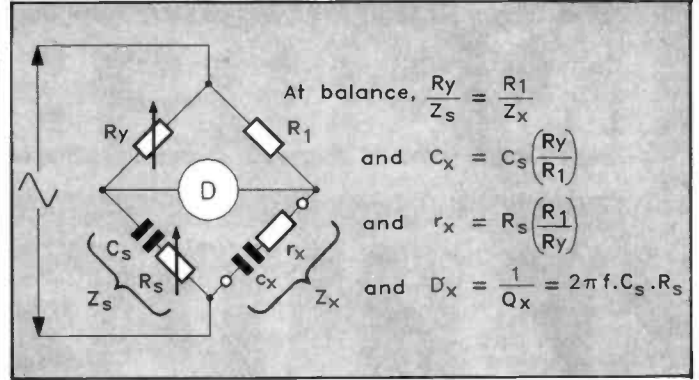 At balance, Ry/Zs = R1/Zx
Ry
R1
and Cx = Cs(Ry/R1)
D
and rx = Rs(R1/Ry)
Cs
rx
Rs
cx
and Dx = 1/Qx = 2πf.Cs.Rs
Zs
Zx